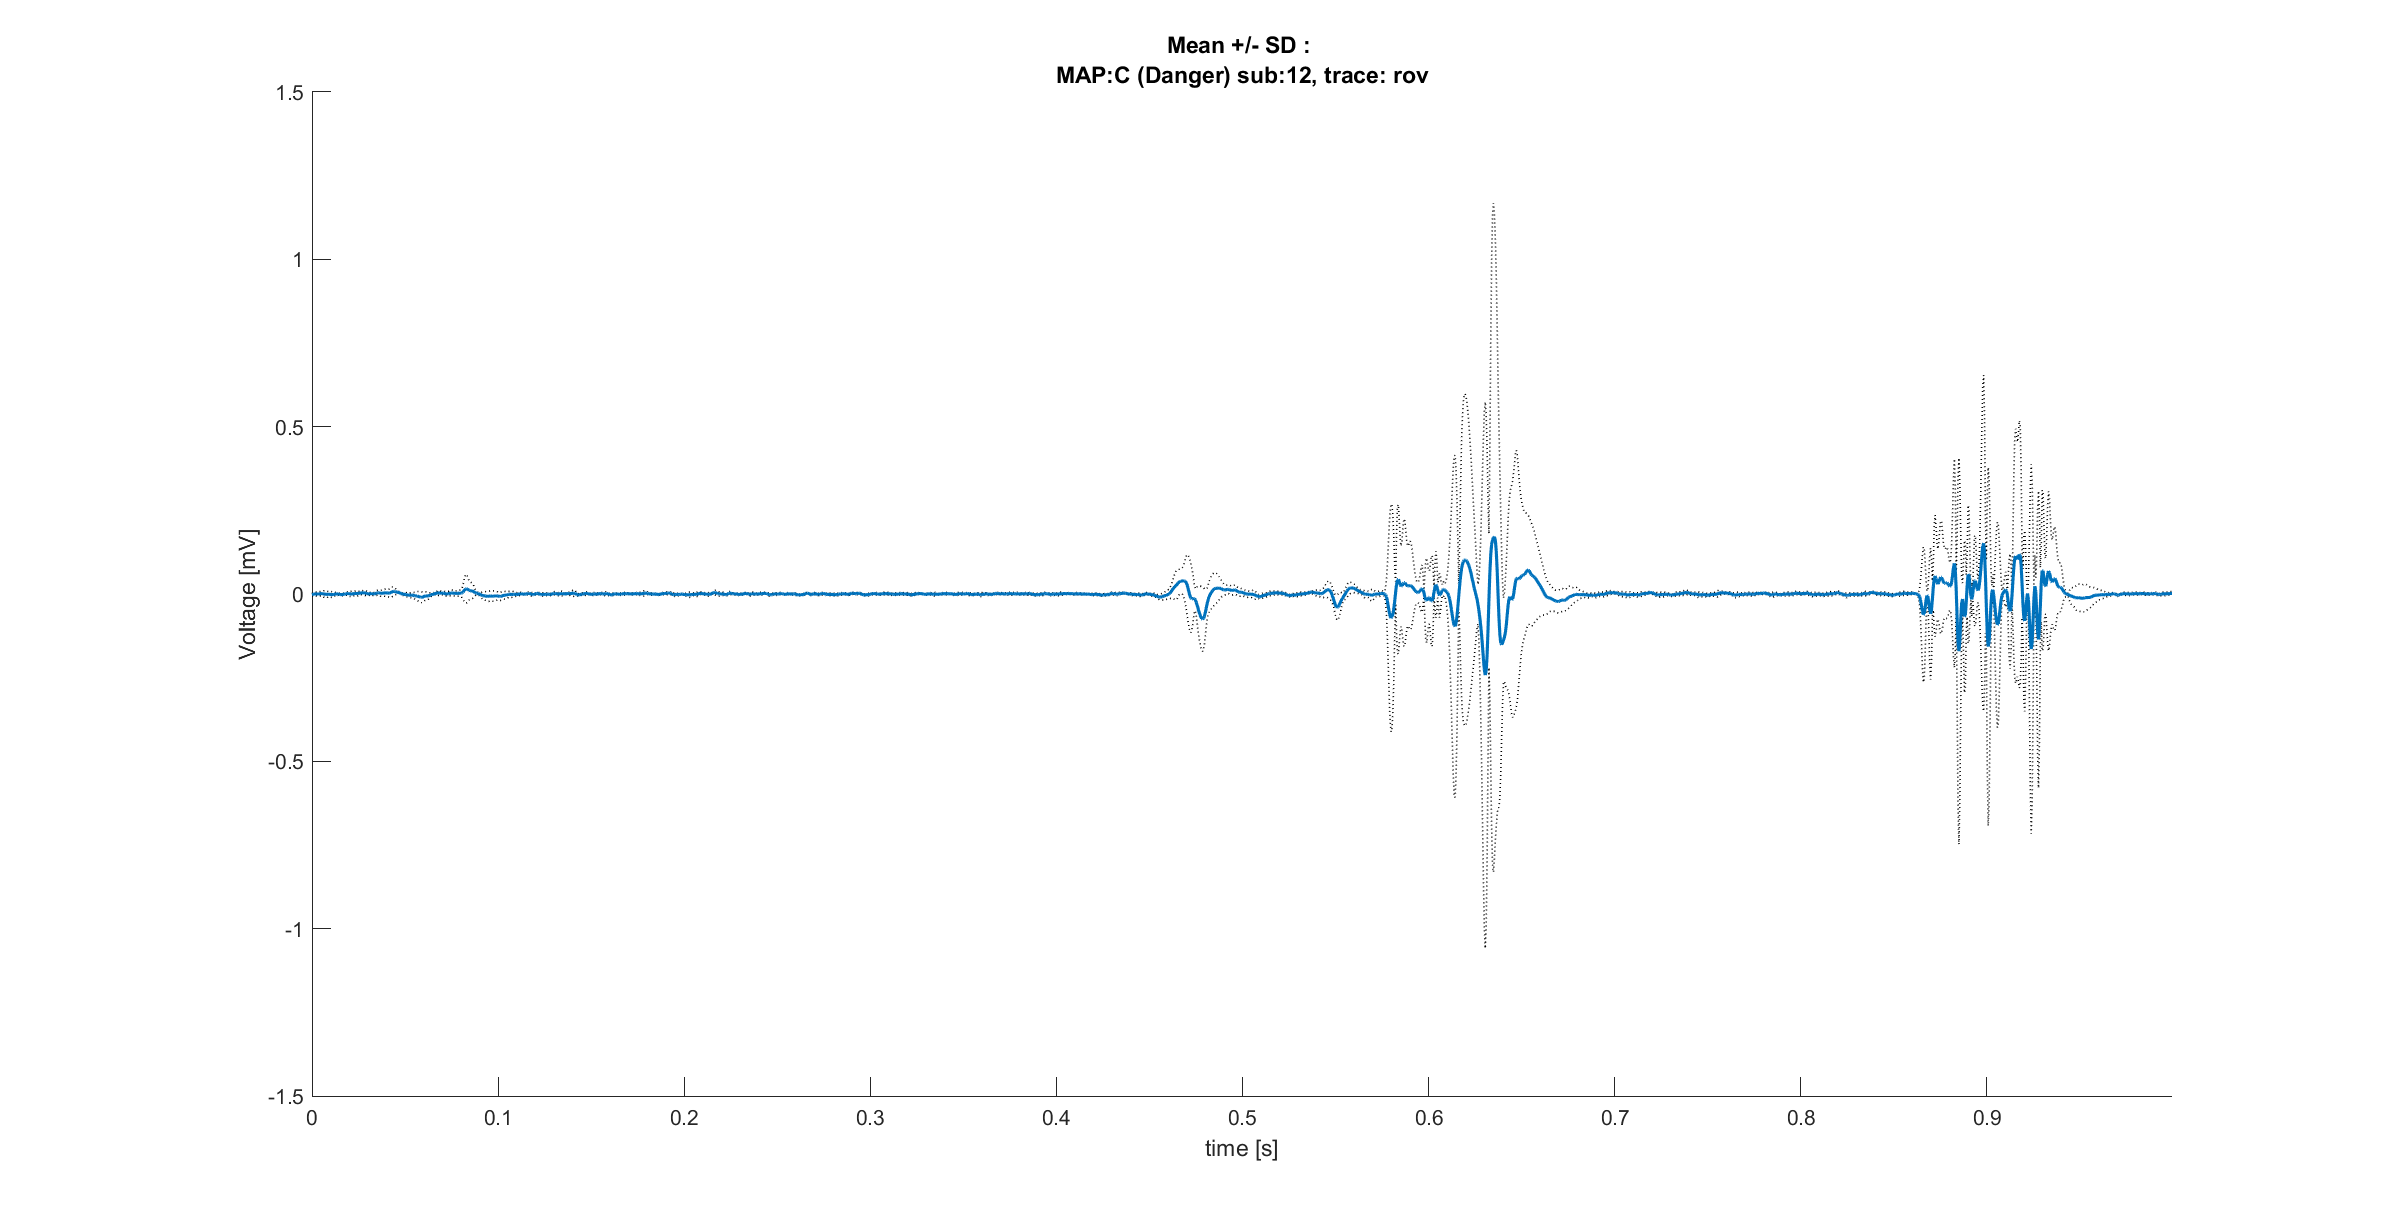 Mean +/- SD :
MAP:C (Danger) sub:12, trace: rov
1.5
1
0.5
0
-0.5
-1
-1.5
Voltage [mV]
0 0.1 0.2 0.3 0.4 0.5 0.6 0.7 0.8 0.9
time [s]